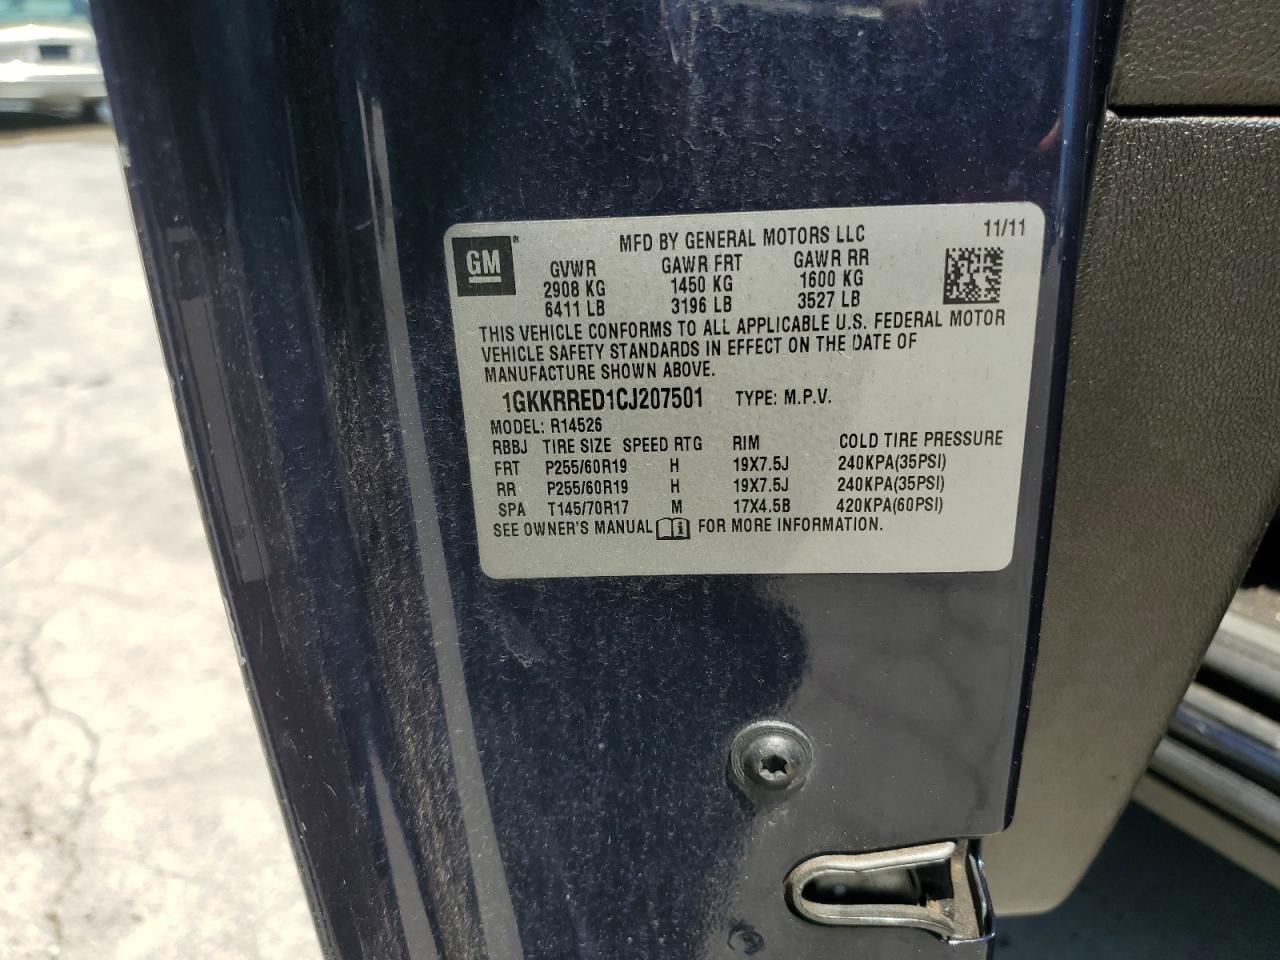 GM ® MFD BY GENERAL MOTORS LLC 11/11
GVWR GAWR FRT GAWR RR
2908 KG 1450 KG 1600 KG
6411 LB 3196 LB 3527 LB
THIS VEHICLE CONFORMS TO ALL APPLICABLE U.S. FEDERAL MOTOR
VEHICLE SAFETY STANDARDS IN EFFECT ON THE DATE OF
MANUFACTURE SHOWN ABOVE.
1GKKRRED1CJ207501 TYPE: M.P.V.
MODEL: R14526
RBBJ TIRE SIZE SPEED RTG RIM COLD TIRE PRESSURE
FRT P255/60R19 H 19X7.5J 240KPA(35PSI)
RR P255/60R19 H 19X7.5J 240KPA(35PSI)
SPA T145/70R17 M 17X4.5B 420KPA(60PSI)
SEE OWNER'S MANUAL FOR MORE INFORMATION.